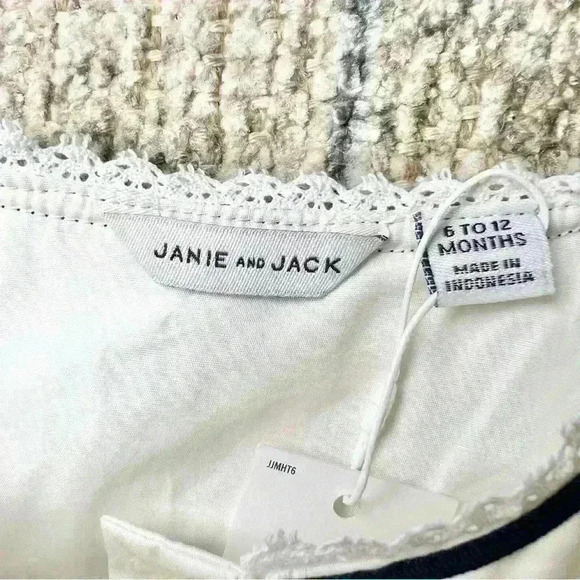 JANIE AND JACK
6 TO 12
MONTHS
MADE IN
INDONESIA
JJMHT6